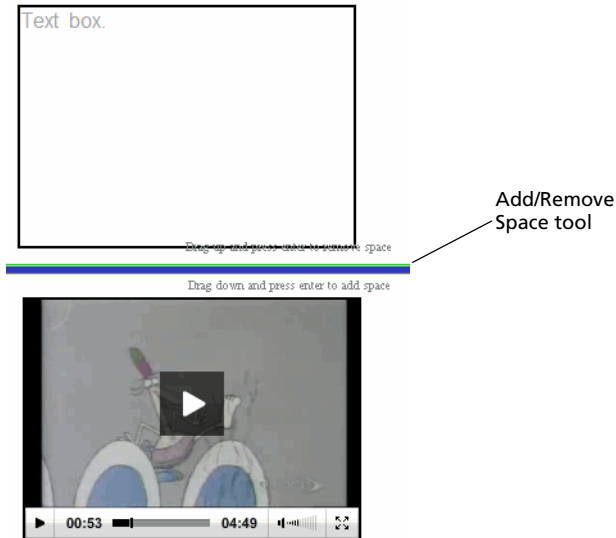 Text box.
Drag up and press enter to remove space
Add/Remove
Space tool
Drag down and press enter to add space
00:53
04:49